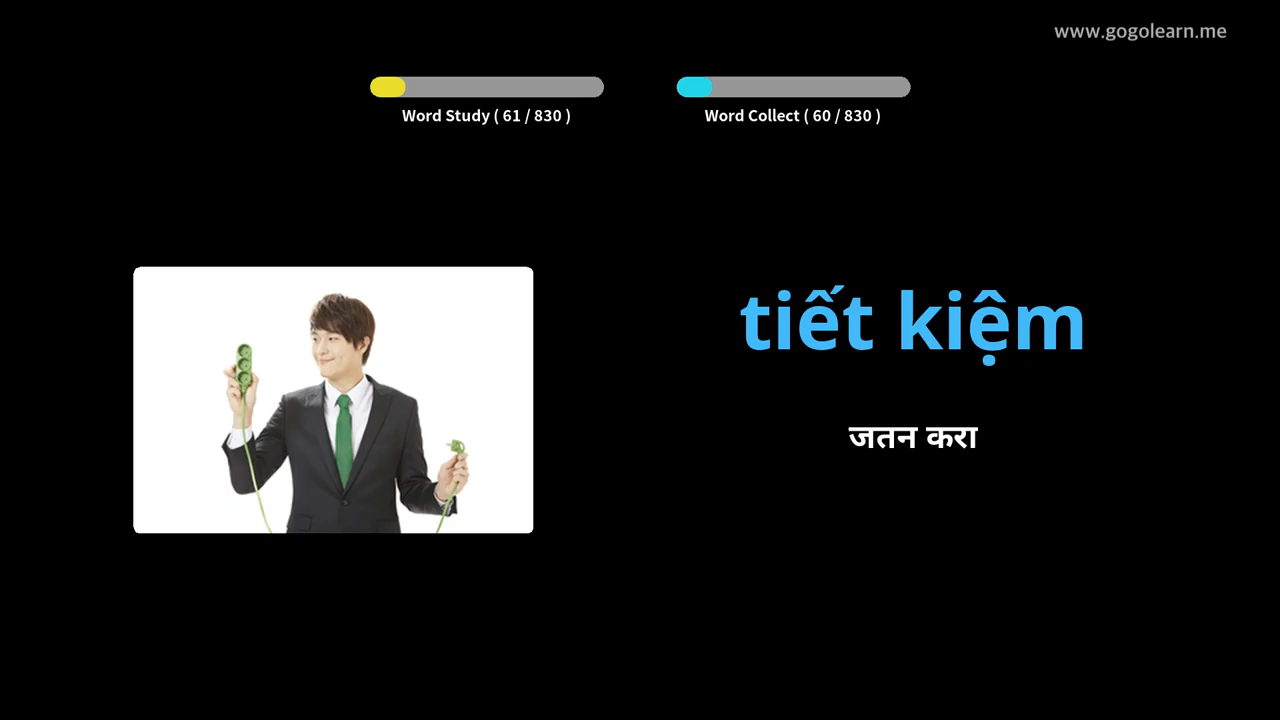 www.gogolearn.me
Word Study ( 61 / 830 )
Word Collect ( 60 / 830 )
tiết kiệm
जतन करा